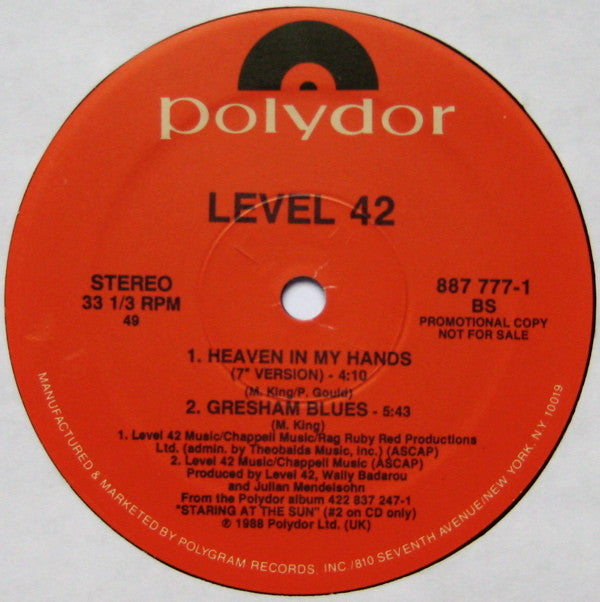 polydor
LEVEL 42
STEREO
33 1/3 RPM
49
887 777-1
BS
PROMOTIONAL COPY
NOT FOR SALE
1. HEAVEN IN MY HANDS
(7" VERSION) - 4:10
(M. King/P. Gould)
2. GRESHAM BLUES - 5:43
(M. King)
1. Level 42 Music/Chappell Music/Rag Ruby Red Productions
Ltd. (admin. by Theobalds Music, Inc.) (ASCAP)
2. Level 42 Music/Chappell Music (ASCAP)
Produced by Level 42, Wally Badarou
and Julian Mendelsohn
From the Polydor album 422 837 247-1
"STARING AT THE SUN" (#2 on CD only)
℗ 1988 Polydor Ltd. (UK)
MANUFACTURED & MARKETED BY POLYGRAM RECORDS, INC./810 SEVENTH AVENUE/NEW YORK, NY 10019